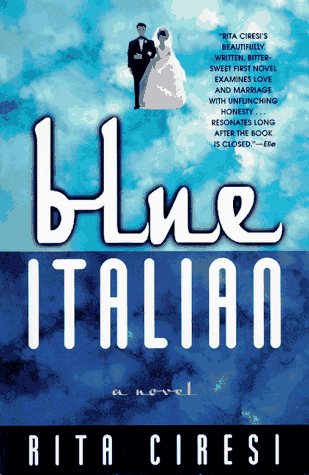 "RITA CIRESI'S
BEAUTIFULLY
WRITTEN, BITTER-
SWEET FIRST NOVEL
EXAMINES LOVE
AND MARRIAGE
WITH UNFLINCHING
HONESTY . . .
RESONATES LONG
AFTER THE BOOK
IS CLOSED."—Elle
blue
ITALIAN
a novel
RITA CIRESI